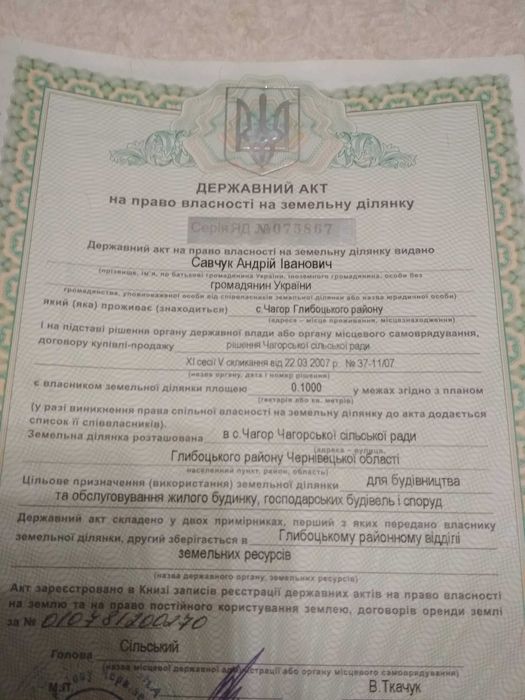 ДЕРЖАВНИЙ АКТ
на право власності на земельну ділянку
Серія ЯД № 075867
Державний акт на право власності на земельну ділянку видано
Савчук Андрій Іванович
(прізвище, ім'я, по батькові громадянина України, іноземного громадянина, особи без
громадянин України
громадянства, уповноваженої особи від співвласників земельної ділянки або назва юридичної особи)
який (яка) проживає (знаходиться) с.Чагор Глибоцького району
(адреса – місце проживання, місцезнаходження)
і на підставі рішення органу державної влади або органу місцевого самоврядування,
договору купівлі-продажу рішення Чагорської сільської ради
XI сесії V скликання від 22.03.2007 р. № 37-11/07
(назва органу, дата і номер рішення)
є власником земельної ділянки площею 0.1000 у межах згідно з планом
(гектарів або кв. метрів)
(у разі виникнення права спільної власності на земельну ділянку до акта додається
список її співвласників).
Земельна ділянка розташована в с.Чагор Чагорської сільської ради
(адреса – вулиця,
Глибоцького району Чернівецької області
населений пункт, район, область)
Цільове призначення (використання) земельної ділянки для будівництва
та обслуговування жилого будинку, господарських будівель і споруд
Державний акт складено у двох примірниках, перший з яких передано власнику
земельної ділянки, другий зберігається в Глибоцькому районному відділі
земельних ресурсів
(назва державного органу, земельних ресурсів)
Акт зареєстровано в Книзі записів реєстрації державних актів на право власності
на землю та на право постійного користування землею, договорів оренди землі
за № 010781200270
Сільський
Голова
(назва місцевої державної адміністрації або органу місцевого самоврядування)
М.П. В.Ткачук